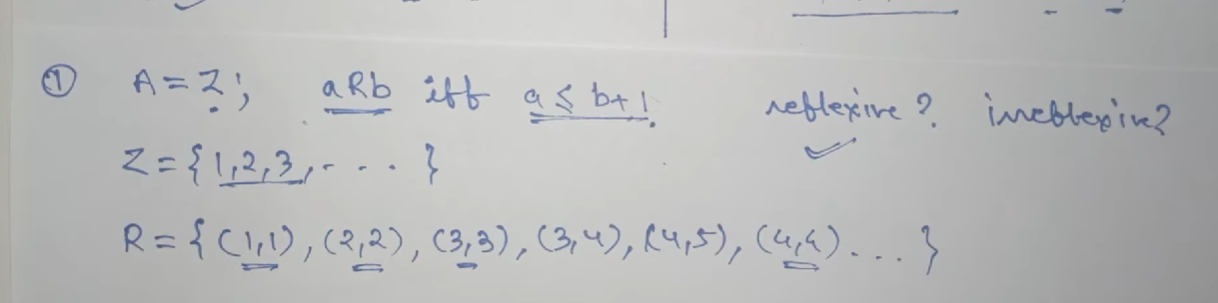 ① A = Z; aRb iff a ≤ b+1. reflexive? irreflexive?
Z = { 1,2,3,.... }
R = { (1,1), (2,2), (3,3), (3,4), (4,5), (4,4)... }